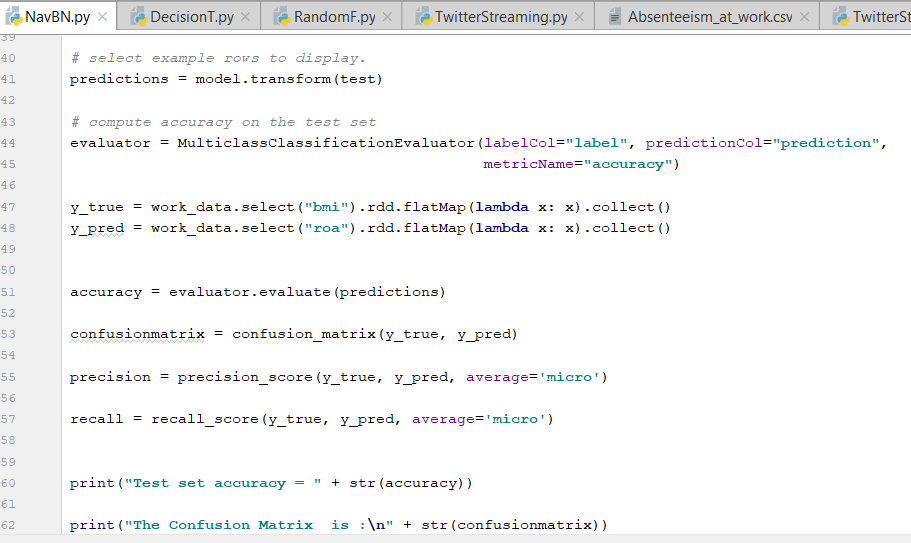 NavBN.py × DecisionT.py × RandomF.py × TwitterStreaming.py × Absenteeism_at_work.csv × TwitterSt
39
40 # select example rows to display.
41 predictions = model.transform(test)
42
43 # compute accuracy on the test set
44 evaluator = MulticlassClassificationEvaluator(labelCol="label", predictionCol="prediction",
45 metricName="accuracy")
46
47 y_true = work_data.select("bmi").rdd.flatMap(lambda x: x).collect()
48 y_pred = work_data.select("roa").rdd.flatMap(lambda x: x).collect()
49
50
51 accuracy = evaluator.evaluate(predictions)
52
53 confusionmatrix = confusion_matrix(y_true, y_pred)
54
55 precision = precision_score(y_true, y_pred, average='micro')
56
57 recall = recall_score(y_true, y_pred, average='micro')
58
59
60 print("Test set accuracy = " + str(accuracy))
61
62 print("The Confusion Matrix  is :\n" + str(confusionmatrix))